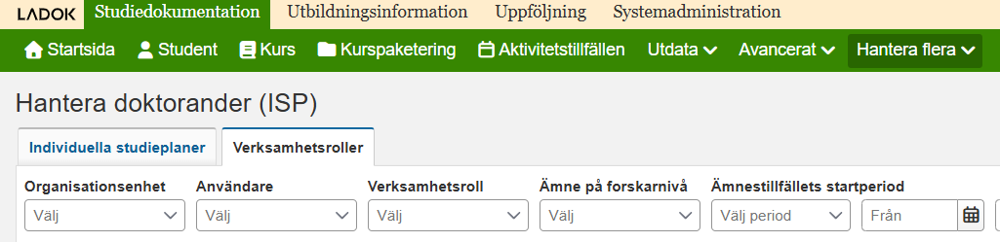 LADOK Studiedokumentation Utbildningsinformation Uppföljning Systemadministration
Startsida Student Kurs Kurspaketering Aktivitetstillfällen Utdata Avancerat Hantera flera
Hantera doktorander (ISP)
Individuella studieplaner Verksamhetsroller
Organisationsenhet Användare Verksamhetsroll Ämne på forskarnivå Ämnestillfällets startperiod
Välj Välj Välj Välj Välj period Från